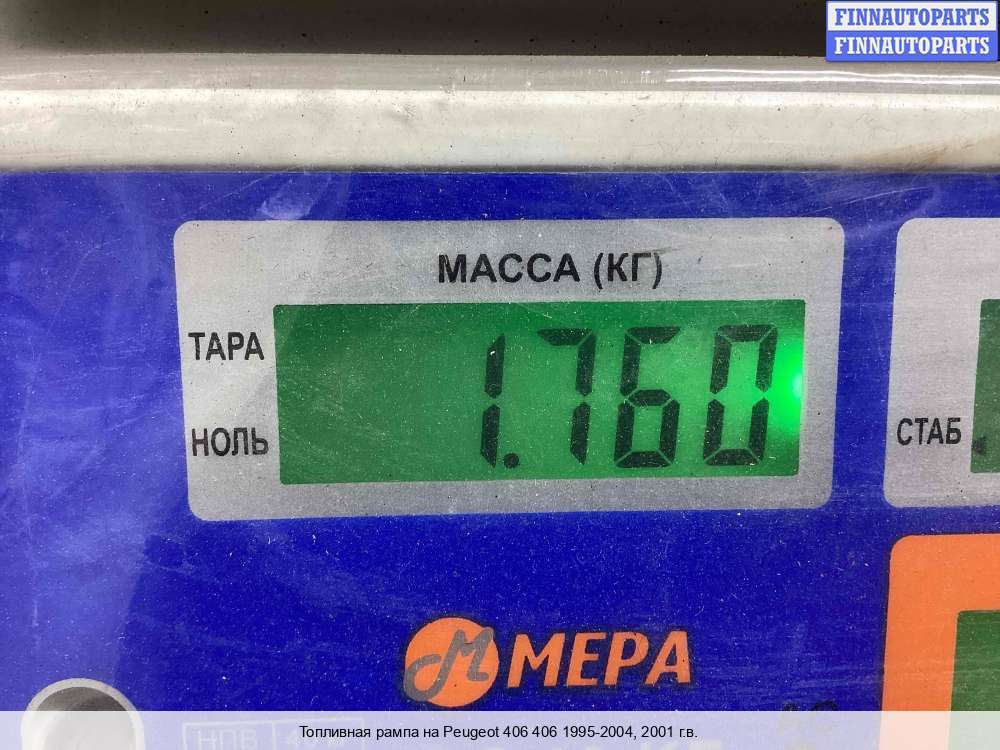 FINNAUTOPARTS
FINNAUTOPARTS
МАССА (КГ)
ТАРА
1.760
НОЛЬ
СТАБ
М МЕРА
НПВ
Топливная рампа на Peugeot 406 406 1995-2004, 2001 г.в.